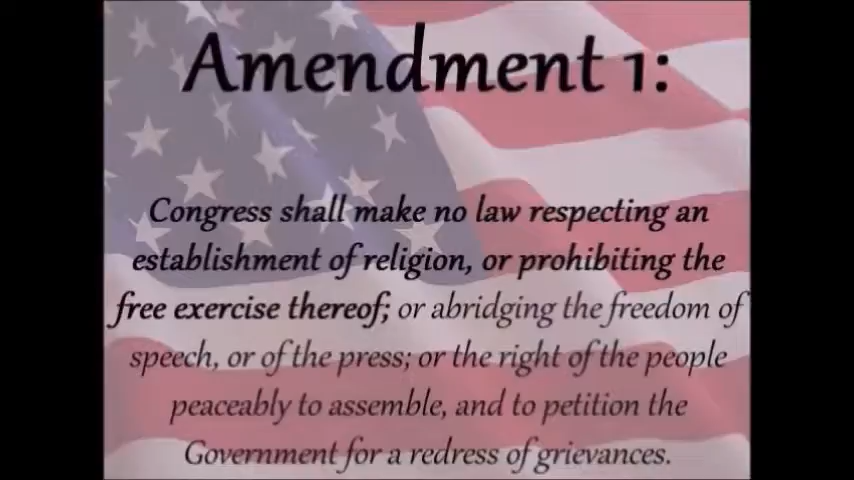 Amendment 1:
Congress shall make no law respecting an
establishment of religion, or prohibiting the
free exercise thereof; or abridging the freedom of
speech, or of the press; or the right of the people
peaceably to assemble, and to petition the
Government for a redress of grievances.